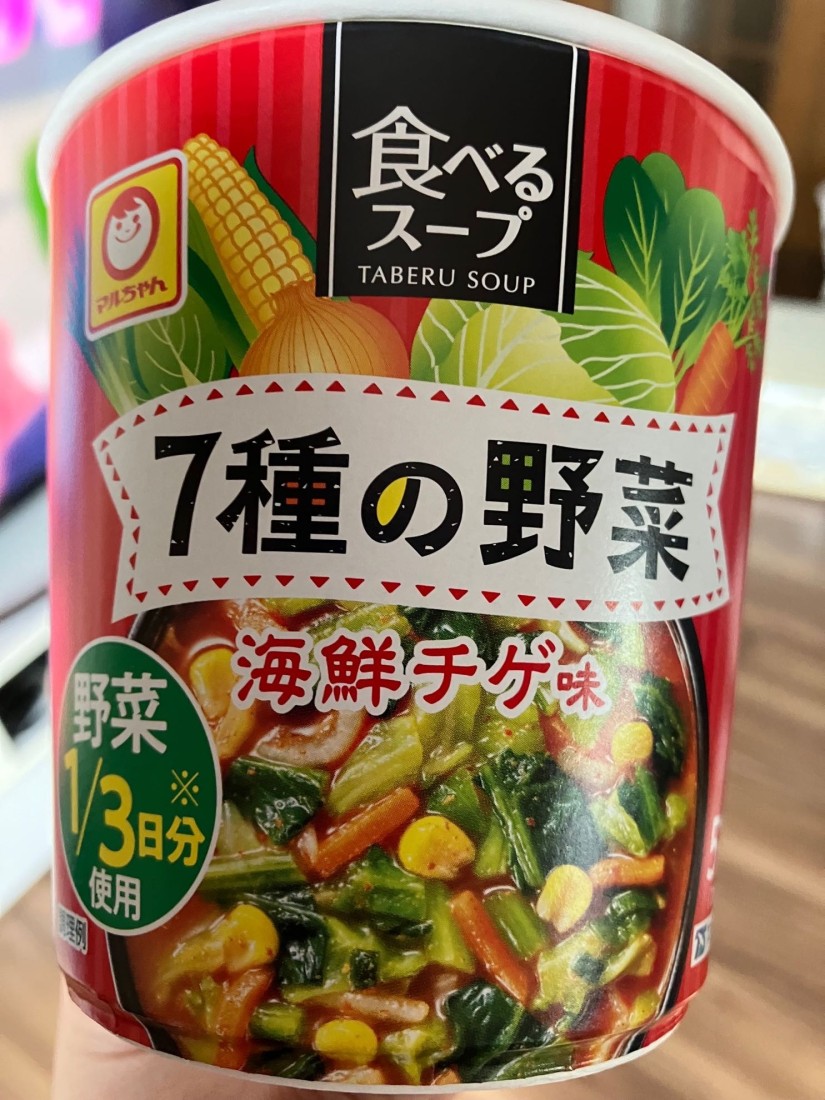 食べる
スープ
TABERU SOUP
マルちゃん
7種の野菜
海鮮チゲ味
野菜
1/3日分※
使用
調理例